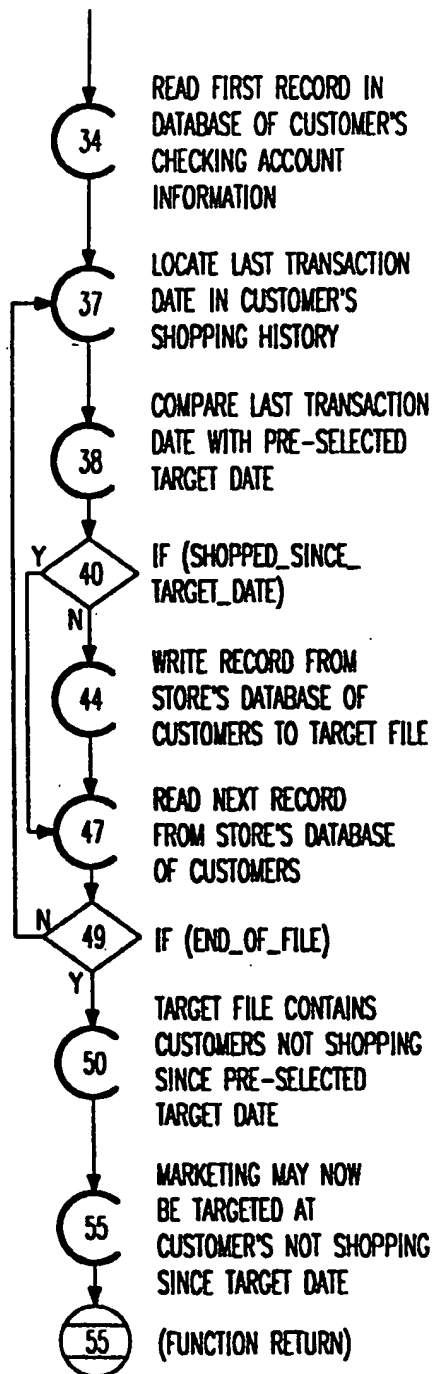 34
READ FIRST RECORD IN
DATABASE OF CUSTOMER'S
CHECKING ACCOUNT
INFORMATION
37
LOCATE LAST TRANSACTION
DATE IN CUSTOMER'S
SHOPPING HISTORY
38
COMPARE LAST TRANSACTION
DATE WITH PRE-SELECTED
TARGET DATE
Y
40
N
IF (SHOPPED_SINCE_
TARGET_DATE)
44
WRITE RECORD FROM
STORE'S DATABASE OF
CUSTOMERS TO TARGET FILE
47
READ NEXT RECORD
FROM STORE'S DATABASE
OF CUSTOMERS
N
49
Y
IF (END_OF_FILE)
50
TARGET FILE CONTAINS
CUSTOMERS NOT SHOPPING
SINCE PRE-SELECTED
TARGET DATE
55
MARKETING MAY NOW
BE TARGETED AT
CUSTOMER'S NOT SHOPPING
SINCE TARGET DATE
55
(FUNCTION RETURN)